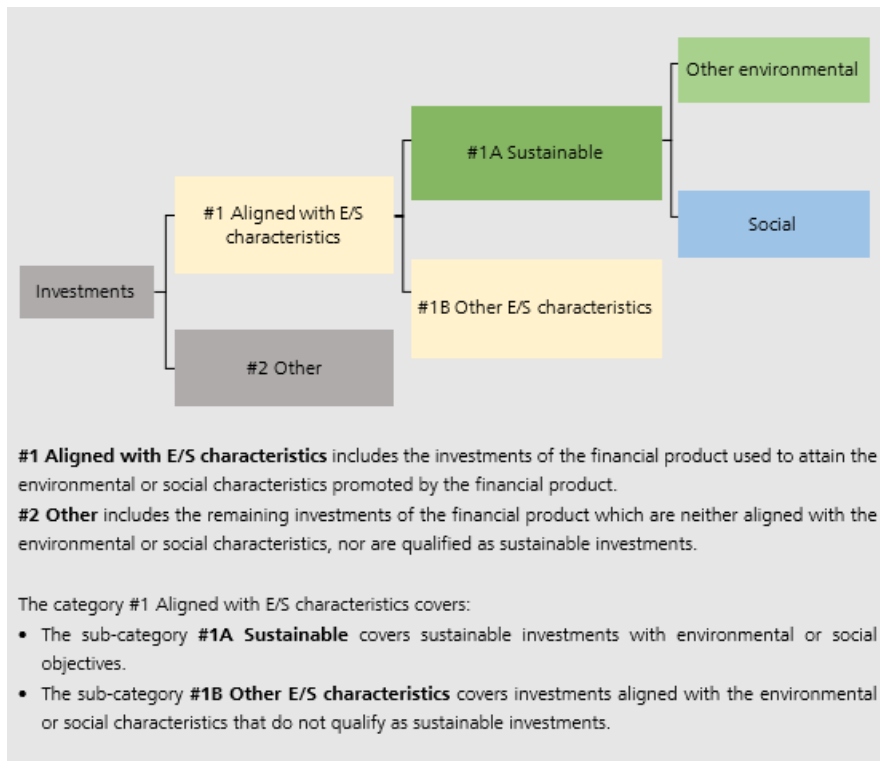 Other environmental
#1A Sustainable
#1 Aligned with E/S
characteristics
Social
Investments
#1B Other E/S characteristics
#2 Other
#1 Aligned with E/S characteristics includes the investments of the financial product used to attain the
environmental or social characteristics promoted by the financial product.
#2 Other includes the remaining investments of the financial product which are neither aligned with the
environmental or social characteristics, nor are qualified as sustainable investments.
The category #1 Aligned with E/S characteristics covers:
• The sub-category #1A Sustainable covers sustainable investments with environmental or social
objectives.
• The sub-category #1B Other E/S characteristics covers investments aligned with the environmental
or social characteristics that do not qualify as sustainable investments.